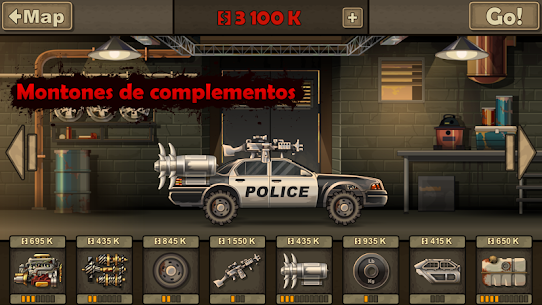 Map
3 100 K
+
Go!
Montones de complementos
POLICE
695 K
435 K
845 K
1 550 K
435 K
935 K
415 K
650 K